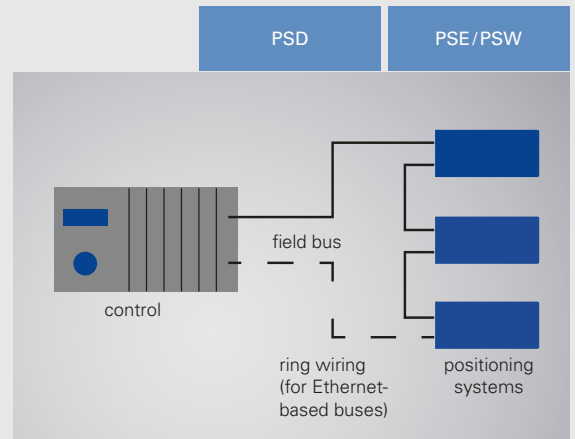 PSD
PSE/PSW
field bus
control
ring wiring
(for Ethernet-
based buses)
positioning
systems